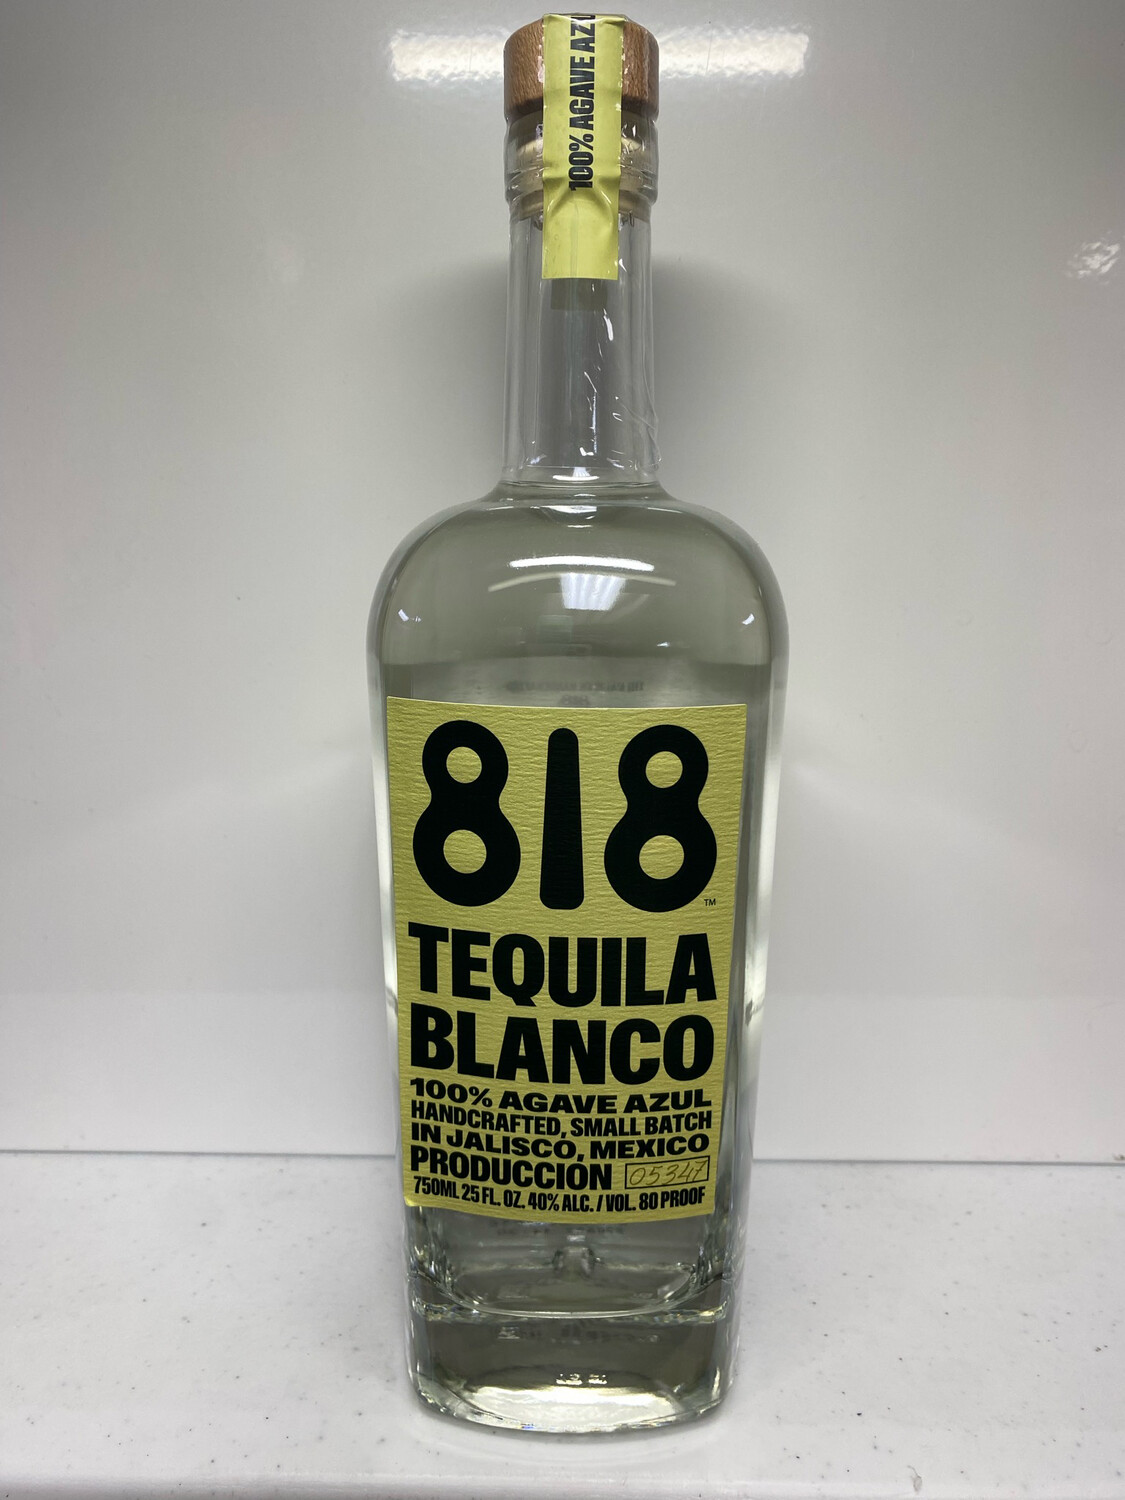 100% AGAVE AZU
818
TM
TEQUILA
BLANCO
100% AGAVE AZUL
HANDCRAFTED, SMALL BATCH
IN JALISCO, MEXICO
PRODUCCIÓN 05347
750ML 25 FL. OZ. 40% ALC. / VOL. 80 PROOF